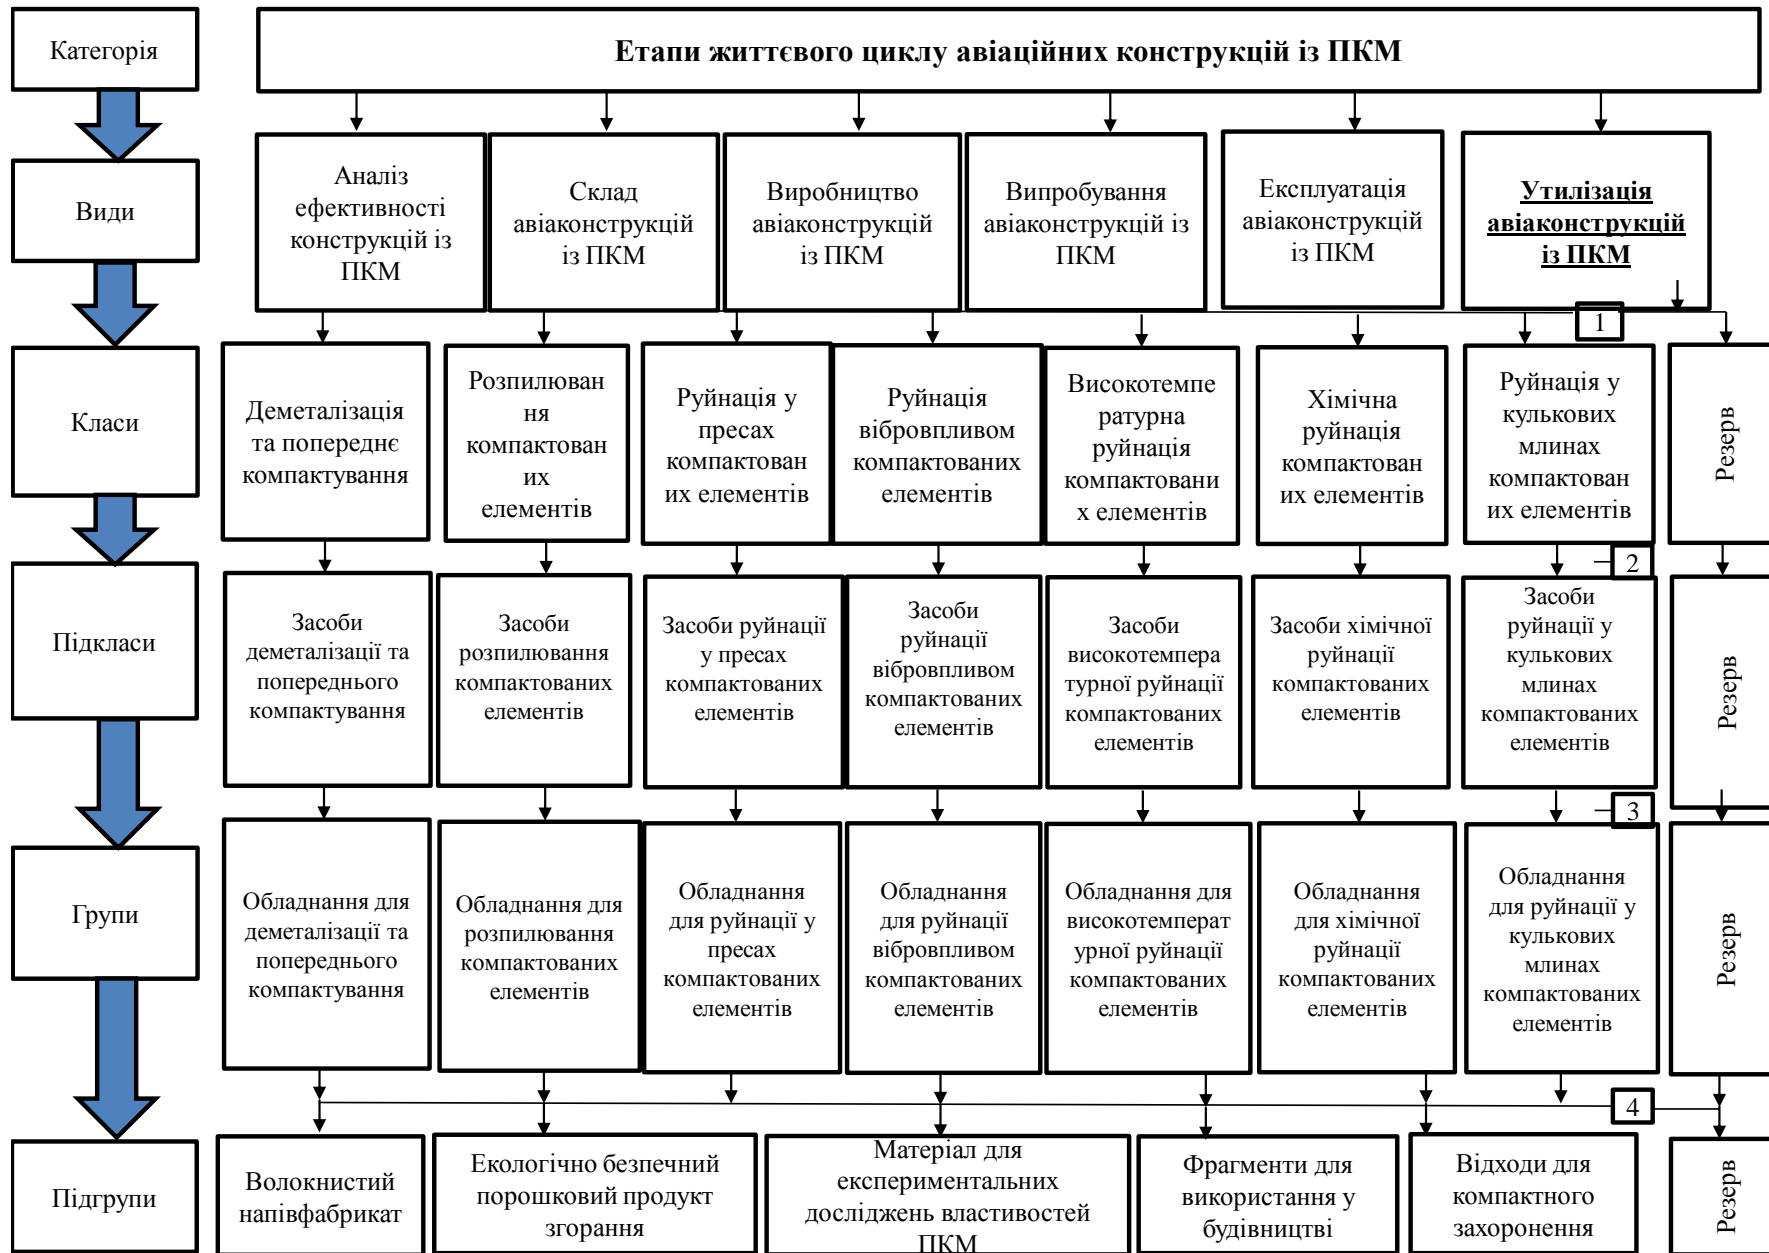 Категорія
Етапи життєвого циклу авіаційних конструкцій із ПКМ
Види
Аналіз
ефективності
конструкцій із
ПКМ
Склад
авіаконструкцій
із ПКМ
Виробництво
авіаконструкцій
із ПКМ
Випробування
авіаконструкцій із
ПКМ
Експлуатація
авіаконструкцій
із ПКМ
Утилізація
авіаконструкцій
із ПКМ
1
Класи
Деметалізація
та попереднє
компактування
Розпилюван
ня
компактован
их
елементів
Руйнація у
пресах
компактован
их елементів
Руйнація
вібровпливом
компактованих
елементів
Високотемпе
ратурна
руйнація
компактовани
х елементів
Хімічна
руйнація
компактован
их елементів
Руйнація у
кулькових
млинах
компактован
их елементів
Резерв
2
Підкласи
Засоби
деметалізації та
попереднього
компактування
Засоби
розпилювання
компактованих
елементів
Засоби руйнації
у пресах
компактованих
елементів
Засоби
руйнації
вібровпливом
компактованих
елементів
Засоби
високотемпера
турної руйнації
компактованих
елементів
Засоби хімічної
руйнації
компактованих
елементів
Засоби
руйнації у
кулькових
млинах
компактованих
елементів
Резерв
3
Групи
Обладнання для
деметалізації та
попереднього
компактування
Обладнання для
розпилювання
компактованих
елементів
Обладнання
для руйнації у
пресах
компактованих
елементів
Обладнання
для руйнації
вібровпливом
компактованих
елементів
Обладнання для
високотемперат
урної руйнації
компактованих
елементів
Обладнання
для хімічної
руйнації
компактованих
елементів
Обладнання
для руйнації у
кулькових
млинах
компактованих
елементів
Резерв
4
Підгрупи
Волокнистий
напівфабрикат
Екологічно безпечний
порошковий продукт
згорання
Матеріал для
експериментальних
досліджень властивостей
ПКМ
Фрагменти для
використання у
будівництві
Відходи для
компактного
захоронення
Резерв